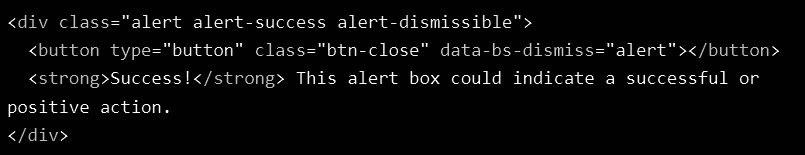 <div class="alert alert-success alert-dismissible">
  <button type="button" class="btn-close" data-bs-dismiss="alert"></button>
  <strong>Success!</strong> This alert box could indicate a successful or
positive action.
</div>